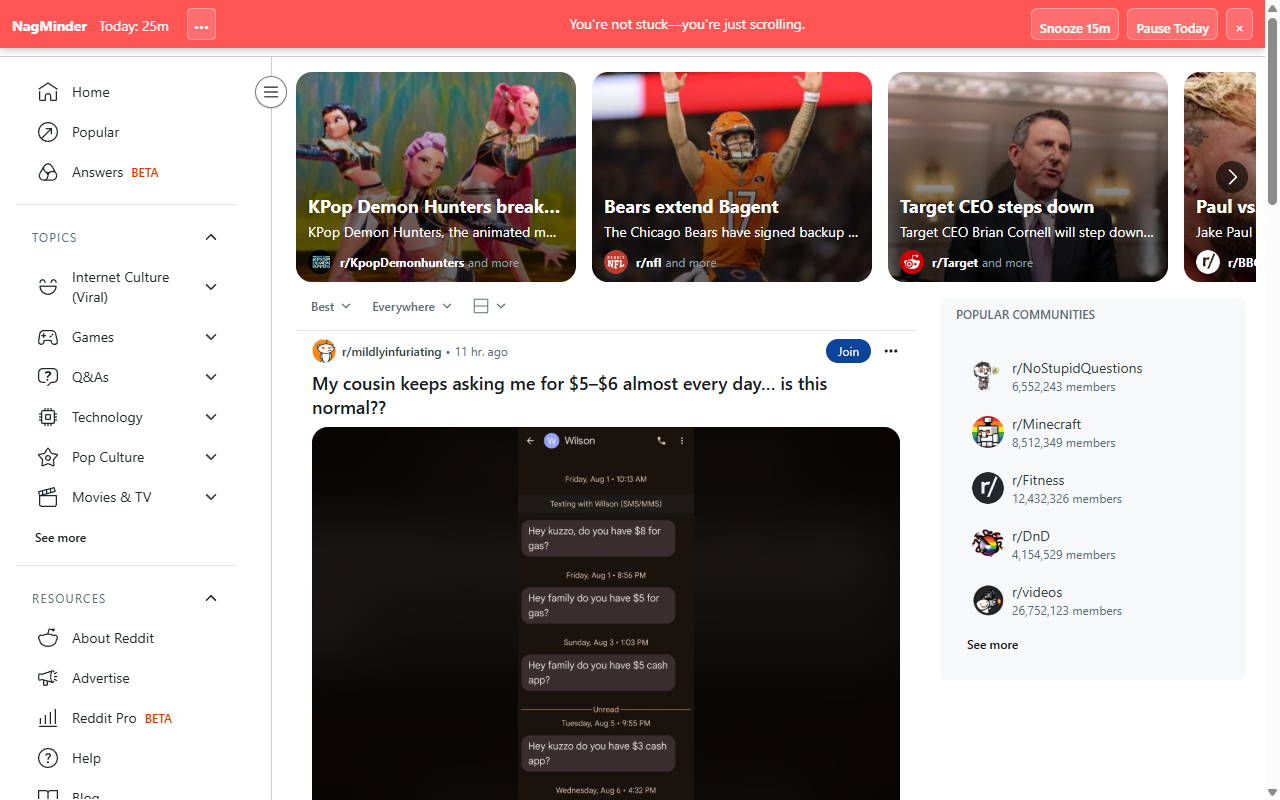 NagMinder Today: 25m ... You're not stuck—you're just scrolling. Snooze 15m Pause Today ×
Home
Popular
Answers BETA
TOPICS
Internet Culture
(Viral)
Games
Q&As
Technology
Pop Culture
Movies & TV
See more
RESOURCES
About Reddit
Advertise
Reddit Pro BETA
Help
Blog
KPop Demon Hunters break...
KPop Demon Hunters, the animated m...
r/KpopDemonhunters and more
Bears extend Bagent
The Chicago Bears have signed backup ...
NFL r/nfl and more
Target CEO steps down
Target CEO Brian Cornell will step down...
r/Target and more
Paul vs
Jake Paul
r/ r/BBC
Best Everywhere
r/mildlyinfuriating • 11 hr. ago Join
My cousin keeps asking me for $5–$6 almost every day... is this
normal??
W Wilson
Friday, Aug 1 • 10:13 AM
Texting with Wilson (SMS/MMS)
Hey kuzzo, do you have $8 for
gas?
Friday, Aug 1 • 8:56 PM
Hey family do you have $5 for
gas?
Sunday, Aug 3 • 1:03 PM
Hey family do you have $5 cash
app?
Unread
Tuesday, Aug 5 • 9:55 PM
Hey kuzzo do you have $3 cash
app?
Wednesday, Aug 6 • 4:32 PM
POPULAR COMMUNITIES
r/NoStupidQuestions
6,552,243 members
r/Minecraft
8,512,349 members
r/ r/Fitness
12,432,326 members
r/DnD
4,154,529 members
r/videos
26,752,123 members
See more